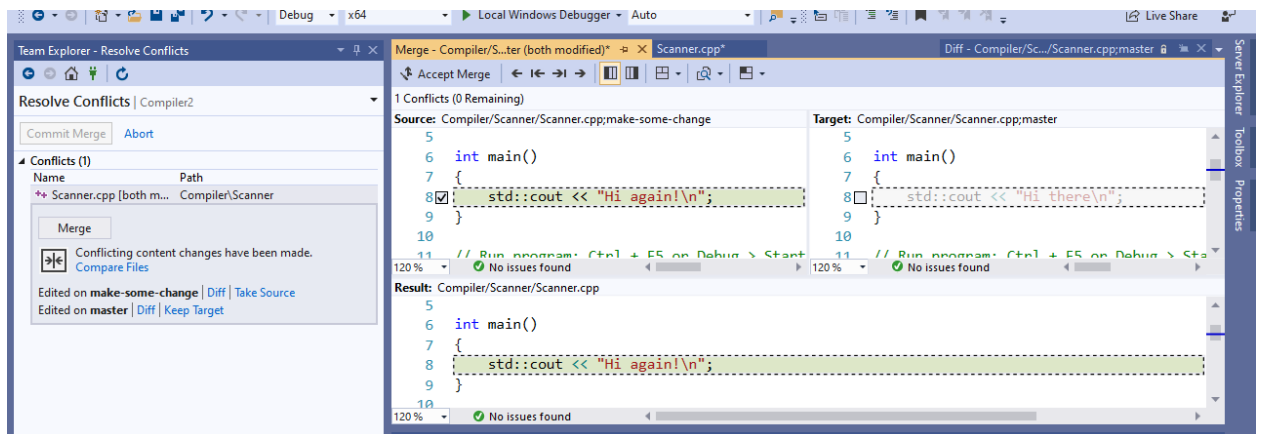 Debug x64 Local Windows Debugger Auto Live Share
Team Explorer - Resolve Conflicts
Resolve Conflicts | Compiler2
Commit Merge Abort
Conflicts (1)
Name Path
Scanner.cpp [both m... Compiler\Scanner
Merge
Conflicting content changes have been made.
Compare Files
Edited on make-some-change | Diff | Take Source
Edited on master | Diff | Keep Target
Merge - Compiler/S...ter (both modified)* Scanner.cpp* Diff - Compiler/Sc.../Scanner.cpp;master
Accept Merge
1 Conflicts (0 Remaining)
Source: Compiler/Scanner/Scanner.cpp;make-some-change
5
6 int main()
7 {
8 std::cout << "Hi again!\n";
9 }
10
11 // Run program: Ctrl + F5 or Debug > Start
120 % No issues found
Target: Compiler/Scanner/Scanner.cpp;master
5
6 int main()
7 {
8 std::cout << "Hi there\n";
9 }
10
11 // Run program: Ctrl + F5 or Debug > Sta
120 % No issues found
Result: Compiler/Scanner/Scanner.cpp
5
6 int main()
7 {
8 std::cout << "Hi again!\n";
9 }
10
120 % No issues found
Server Explorer
Toolbox
Properties